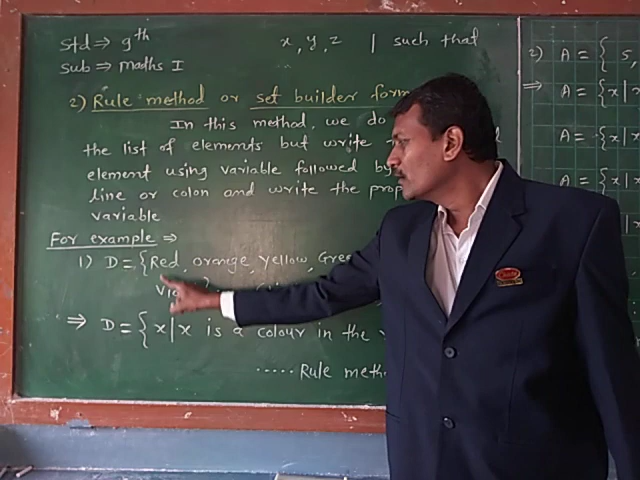 std ⇒ 9th
sub ⇒ maths I
x, y, z | such that
2) Rule method or set builder form
In this method, we do
the list of elements but write
element using variable followed by
line or colon and write the prop
variable
For example ⇒
1) D = {Red, orange, yellow, Gree
⇒ D = {x|x is a colour in the
..... Rule meth
2) A = { 5,
⇒ A = {x|x
A = {x|x
A = {x|x